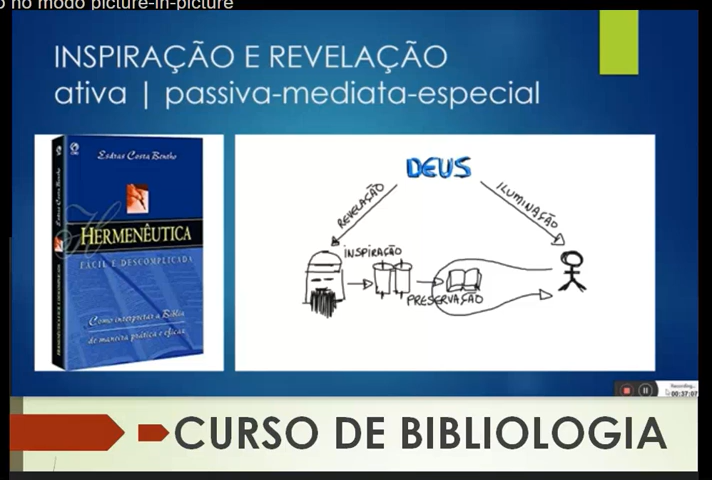 o no modo picture-in-picture
INSPIRAÇÃO E REVELAÇÃO
ativa | passiva-mediata-especial
Esdras Costa Bentho
HERMENÊUTICA
FÁCIL E DESCOMPLICADA
Como interpretar a Bíblia
de maneira prática e eficaz
DEUS
REVELAÇÃO
ILUMINAÇÃO
INSPIRAÇÃO
PRESERVAÇÃO
Recording...
00:37:07
CURSO DE BIBLIOLOGIA